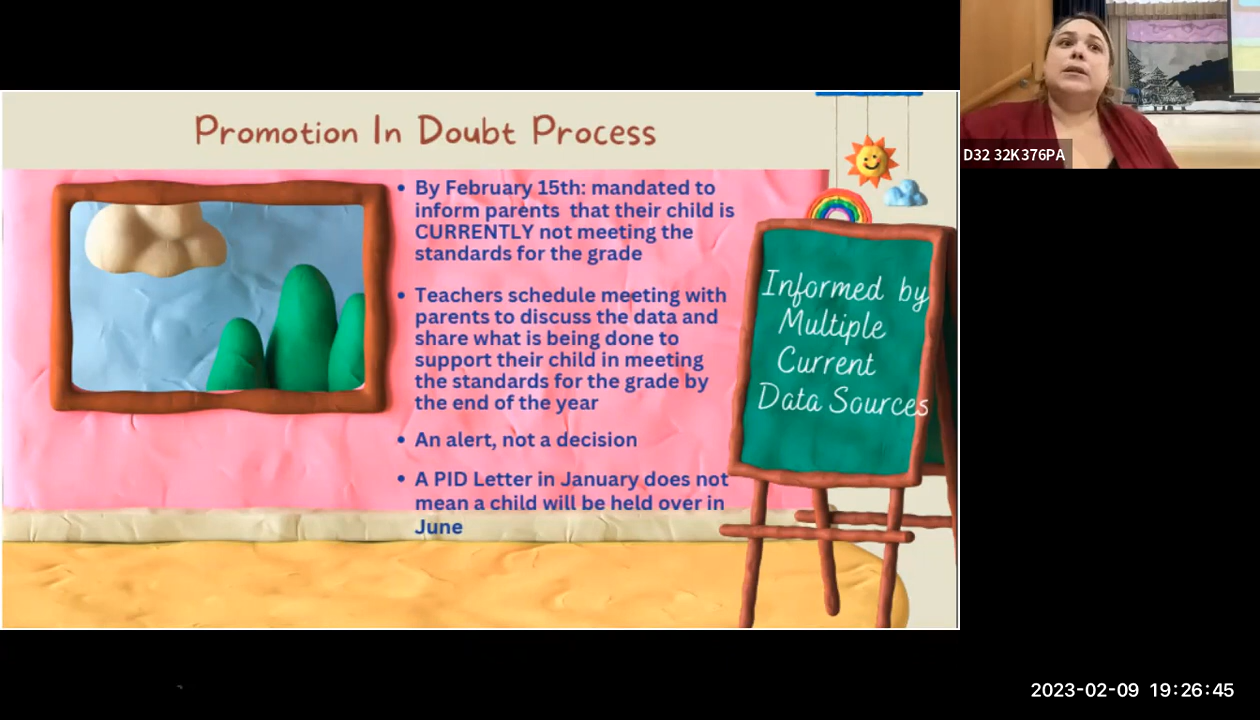 Promotion In Doubt Process
• By February 15th: mandated to
inform parents that their child is
CURRENTLY not meeting the
standards for the grade
• Teachers schedule meeting with
parents to discuss the data and
share what is being done to
support their child in meeting
the standards for the grade by
the end of the year
• An alert, not a decision
• A PID Letter in January does not
mean a child will be held over in
June
Informed by
Multiple
Current
Data Sources
D32 32K376PA
2023-02-09 19:26:45